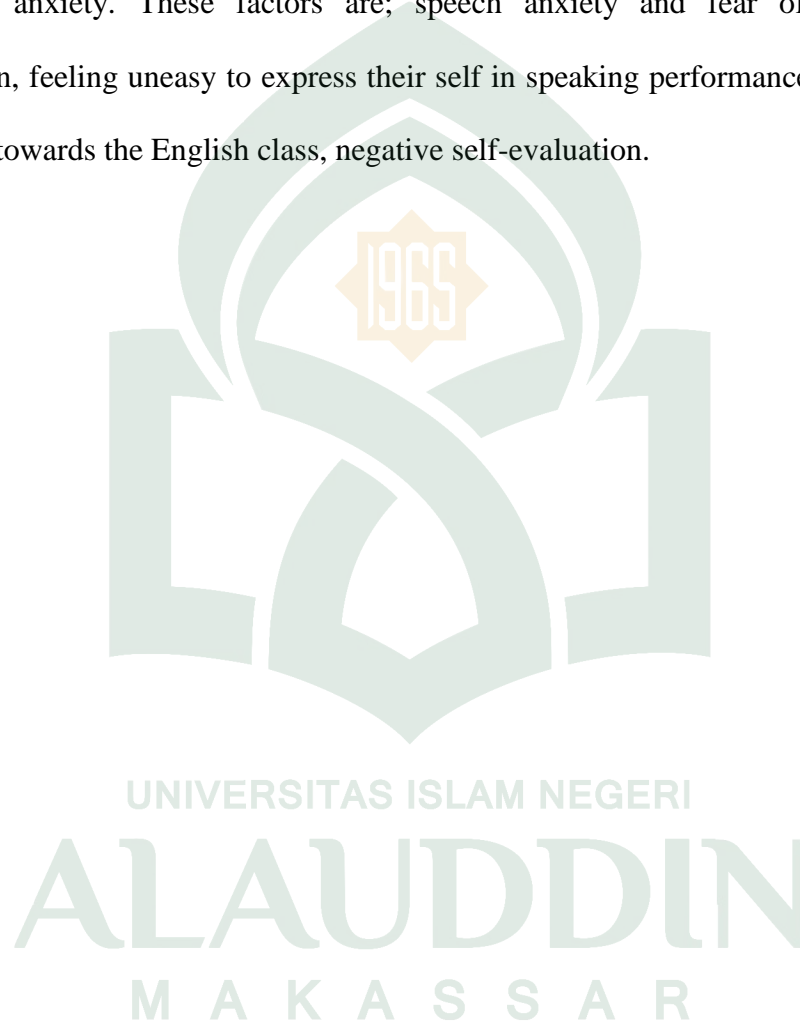 anxiety. These factors are; speech anxiety and fear of
feeling uneasy to express their self in speaking performance
towards the English class, negative self-evaluation.
1965
UNIVERSITAS ISLAM NEGERI
ALAUDDIN
MAKASSAR